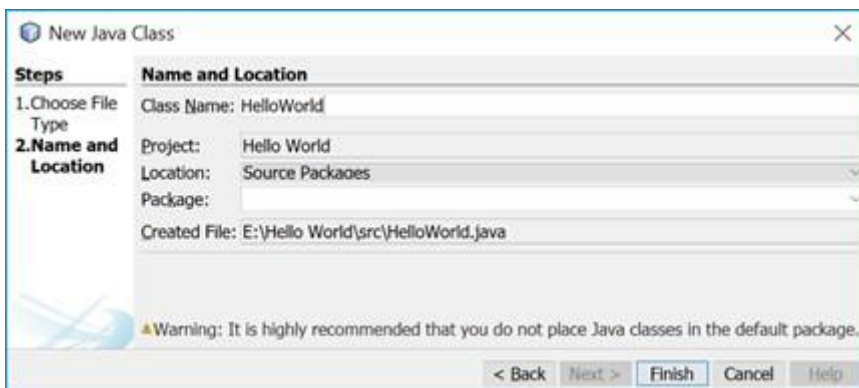 New Java Class
Steps
1.Choose File
Type
2.Name and
Location
Name and Location
Class Name: HelloWorld
Project: Hello World
Location: Source Packages
Package:
Created File: E:\Hello World\src\HelloWorld.java
Warning: It is highly recommended that you do not place Java classes in the default package.
< Back Next > Finish Cancel Help